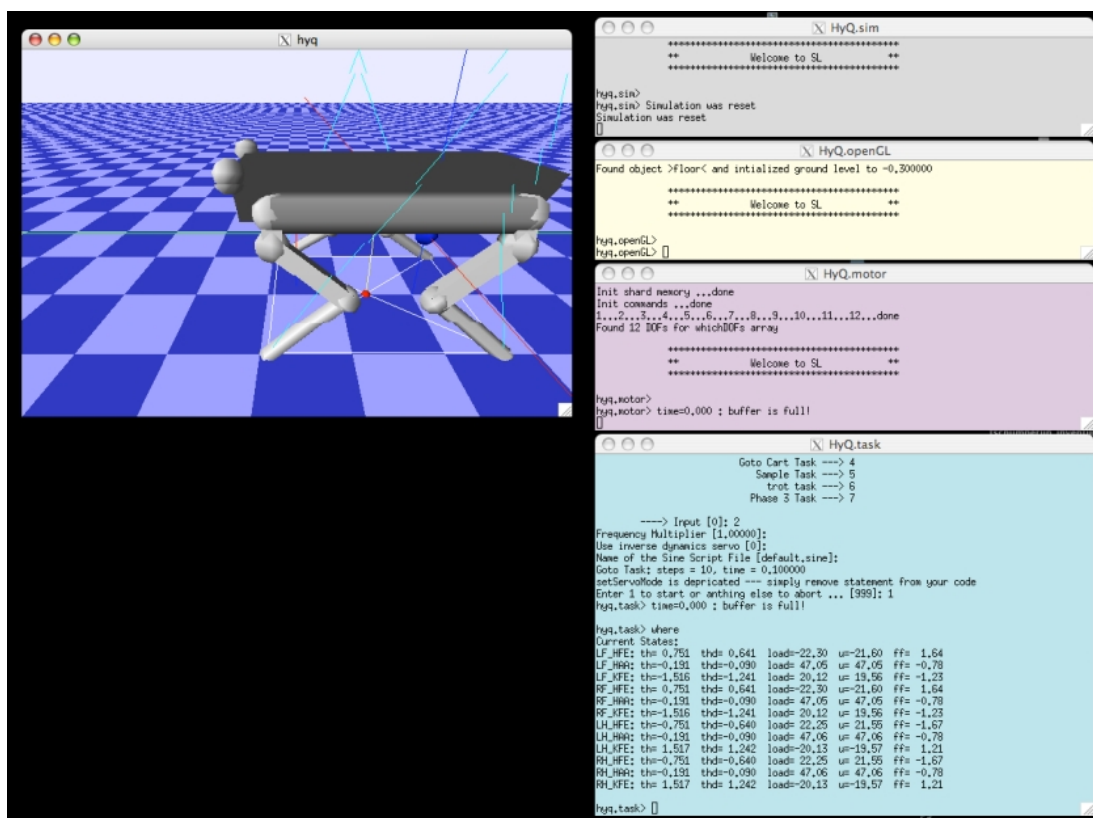 hyq
HyQ.sim
++++++++++++++++++++++++++++++++++++++++++
++ Welcome to SL ++
++++++++++++++++++++++++++++++++++++++++++
hyq.sim>
hyq.sim> Simulation was reset
Simulation was reset
HyQ.openGL
Found object >floor< and intialized ground level to -0.300000
++++++++++++++++++++++++++++++++++++++++++
++ Welcome to SL ++
++++++++++++++++++++++++++++++++++++++++++
hyq.openGL>
hyq.openGL>
HyQ.motor
Init shard memory ...done
Init commands ...done
1...2...3...4...5...6...7...8...9...10...11...12...done
Found 12 DOFs for whichDOFs array
++++++++++++++++++++++++++++++++++++++++++
++ Welcome to SL ++
++++++++++++++++++++++++++++++++++++++++++
hyq.motor>
hyq.motor> time=0.000 : buffer is full!
HyQ.task
Goto Cart Task ---> 4
Sample Task ---> 5
trot task ---> 6
Phase 3 Task ---> 7
----> Input [0]: 2
Frequency Multiplier [1.00000]:
Use inverse dynamics servo [0]:
Name of the Sine Script File [default.sine]:
Goto Task: steps = 10, time = 0.100000
setServoMode is depricated --- simply remove statement from your code
Enter 1 to start or anthing else to abort ... [999]: 1
hyq.task> time=0.000 : buffer is full!
hyq.task> where
Current States:
LF_HFE: th= 0.751 thd= 0.641 load=-22.30 u=-21.60 ff= 1.64
LF_HAA: th=-0.191 thd=-0.090 load= 47.05 u= 47.05 ff= -0.78
LF_KFE: th=-1.516 thd=-1.241 load= 20.12 u= 19.56 ff= -1.23
RF_HFE: th= 0.751 thd= 0.641 load=-22.30 u=-21.60 ff= 1.64
RF_HAA: th=-0.191 thd=-0.090 load= 47.05 u= 47.05 ff= -0.78
RF_KFE: th=-1.516 thd=-1.241 load= 20.12 u= 19.56 ff= -1.23
LH_HFE: th=-0.751 thd=-0.640 load= 22.25 u= 21.55 ff= -1.67
LH_HAA: th=-0.191 thd=-0.090 load= 47.06 u= 47.06 ff= -0.78
LH_KFE: th= 1.517 thd= 1.242 load=-20.13 u=-19.57 ff= 1.21
RH_HFE: th=-0.751 thd=-0.640 load= 22.25 u= 21.55 ff= -1.67
RH_HAA: th=-0.191 thd=-0.090 load= 47.06 u= 47.06 ff= -0.78
RH_KFE: th= 1.517 thd= 1.242 load=-20.13 u=-19.57 ff= 1.21
hyq.task>